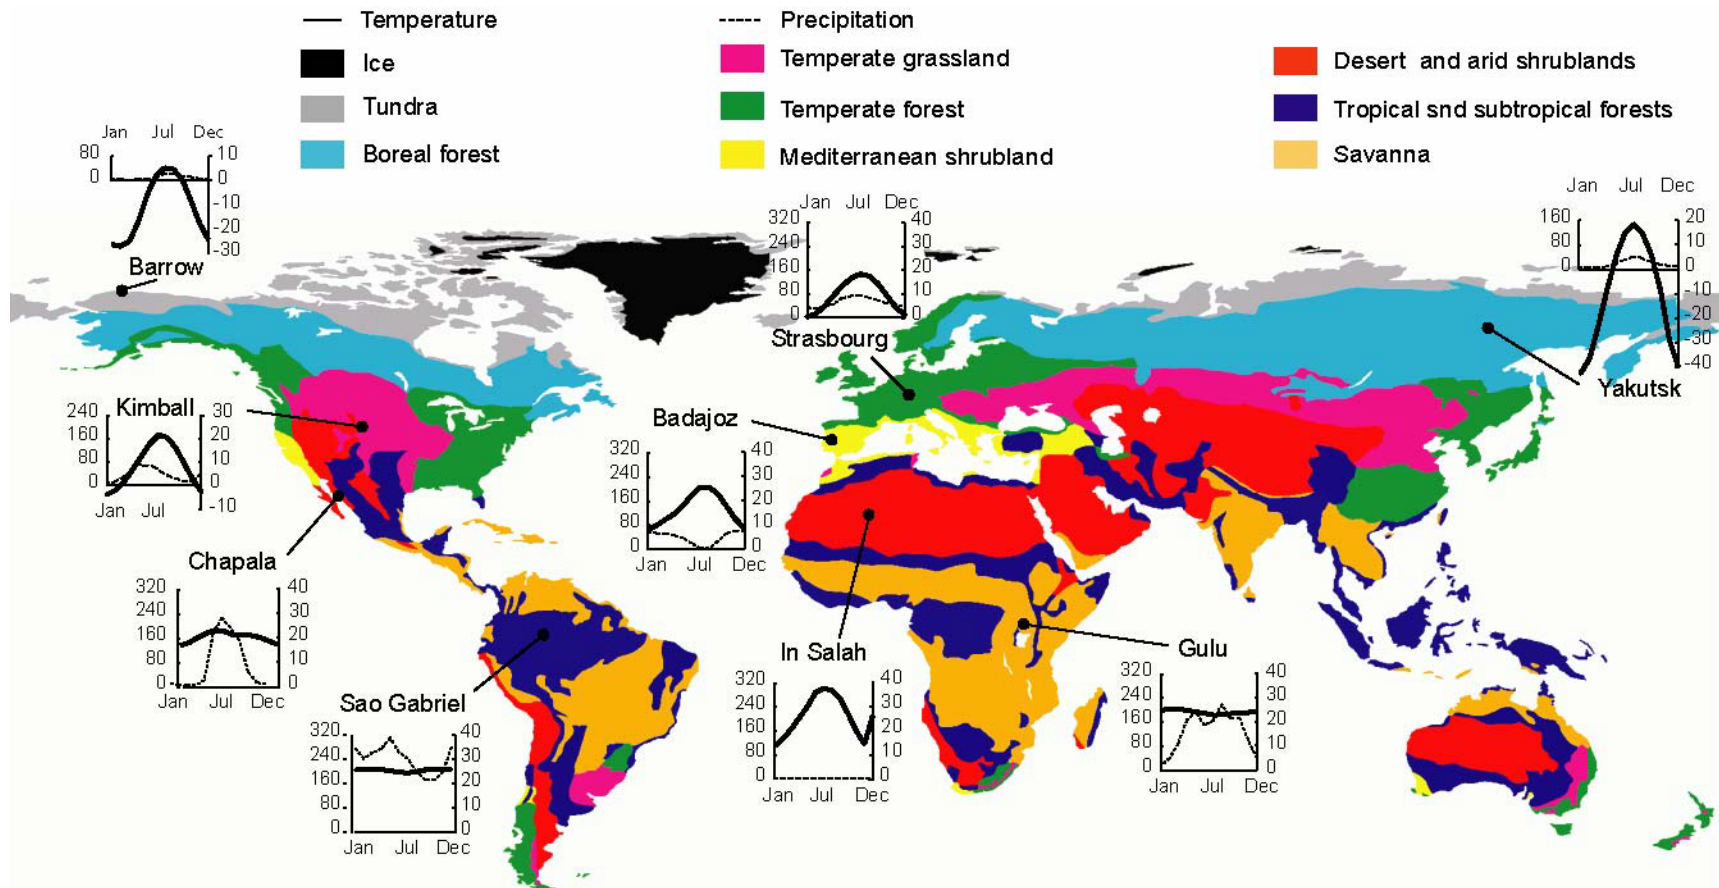 Temperature
Precipitation
Ice
Temperate grassland
Desert and arid shrublands
Tundra
Temperate forest
Tropical snd subtropical forests
Boreal forest
Mediterranean shrubland
Savanna
Jan Jul Dec
80 10
0 0
-10
-20
-30
Barrow
Jan Jul Dec
320 40
240 30
160 20
80 10
0 0
Strasbourg
Jan Jul Dec
160 20
80 10
0 0
-10
-20
-30
-40
Yakutsk
Kimball
240 30
160 20
80 10
0 0
-10
Jan Jul
Badajoz
320 40
240 30
160 20
80 10
0 0
Jan Jul Dec
Chapala
320 40
240 30
160 20
80 10
0 0
Jan Jul Dec
Sao Gabriel
320 40
240 30
160 20
80 10
0 0
Jan Jul Dec
In Salah
320 40
240 30
160 20
80 10
0 0
Jan Jul Dec
Gulu
320 40
240 30
160 20
80 10
0 0
Jan Jul Dec